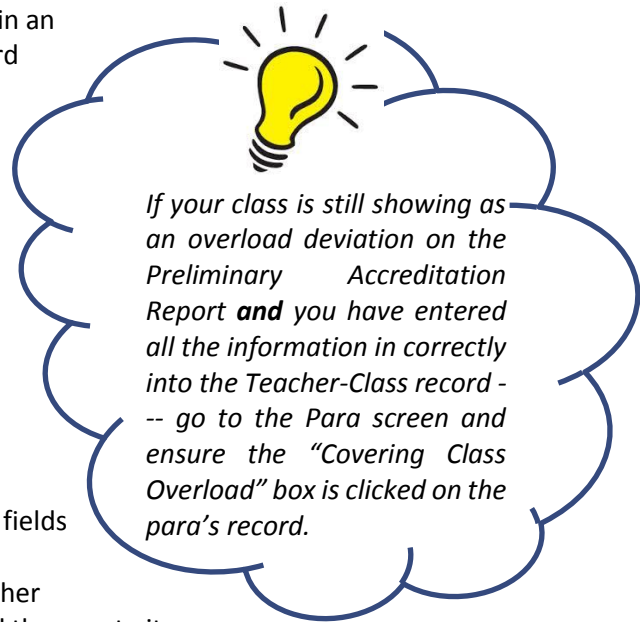 in an
rd
If your class is still showing as
an overload deviation on the
Preliminary Accreditation
Report and you have entered
all the information in correctly
into the Teacher-Class record -
-- go to the Para screen and
ensure the “Covering Class
Overload” box is clicked on the
para’s record.
fields
her